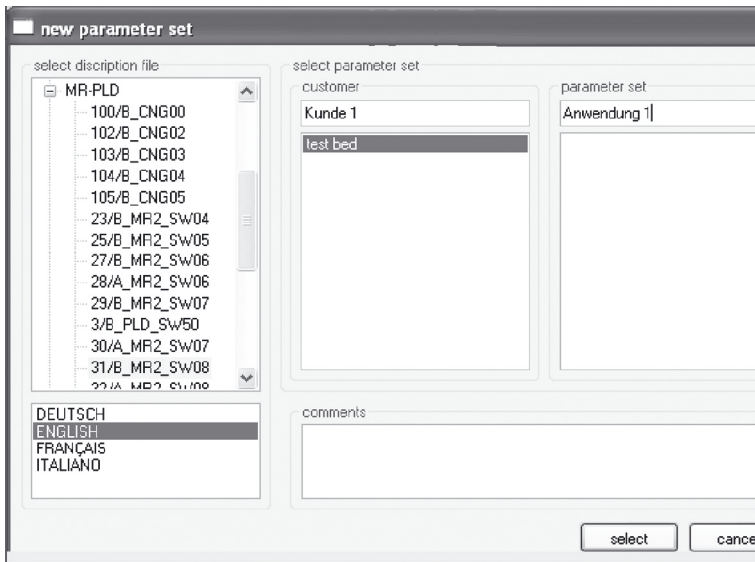 new parameter set
select discription file
MR-PLD
100/B_CNG00
102/B_CNG02
103/B_CNG03
104/B_CNG04
105/B_CNG05
23/B_MR2_SW04
25/B_MR2_SW05
27/B_MR2_SW06
28/A_MR2_SW06
29/B_MR2_SW07
3/B_PLD_SW50
30/A_MR2_SW07
31/B_MR2_SW08
DEUTSCH
ENGLISH
FRANÇAIS
ITALIANO
select parameter set
customer
Kunde 1
test bed
parameter set
Anwendung 1
comments
select
cance